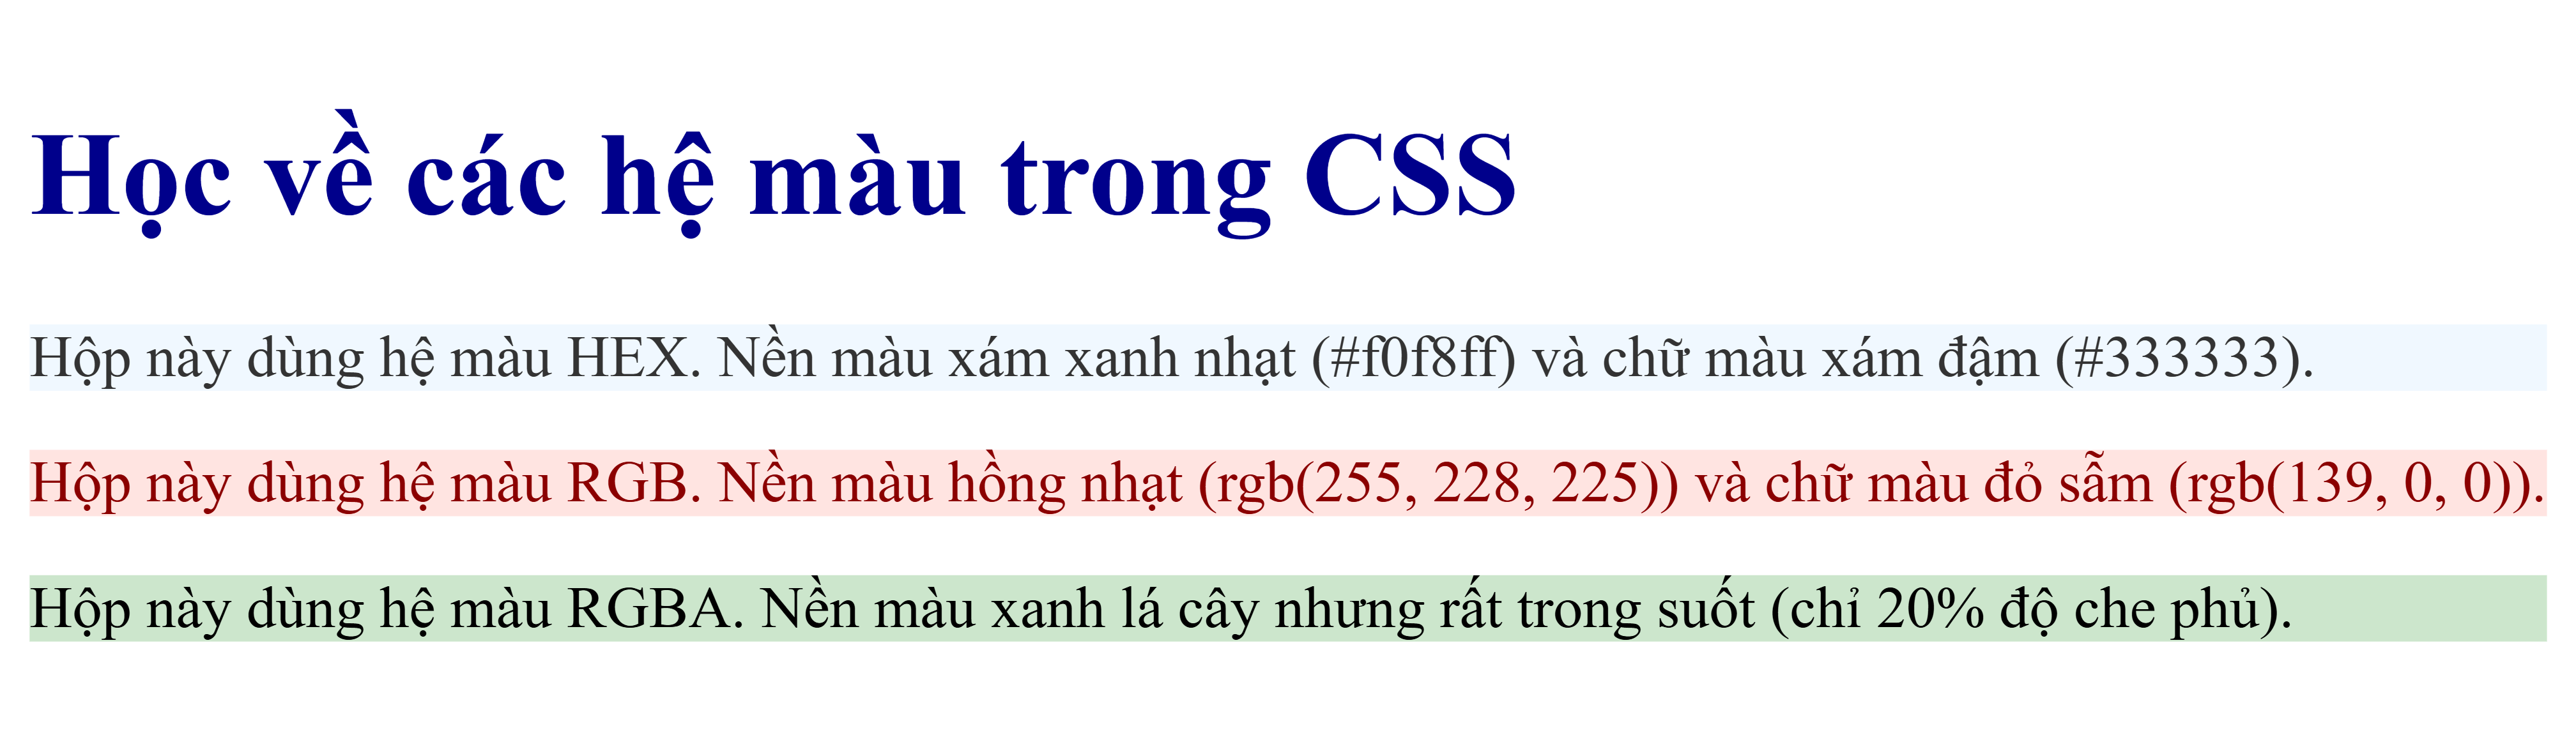 Học về các hệ màu trong CSS
Hộp này dùng hệ màu HEX. Nền màu xám xanh nhạt (#f0f8ff) và chữ màu xám đậm (#333333).
Hộp này dùng hệ màu RGB. Nền màu hồng nhạt (rgb(255, 228, 225)) và chữ màu đỏ sẫm (rgb(139, 0, 0)).
Hộp này dùng hệ màu RGBA. Nền màu xanh lá cây nhưng rất trong suốt (chỉ 20% độ che phủ).